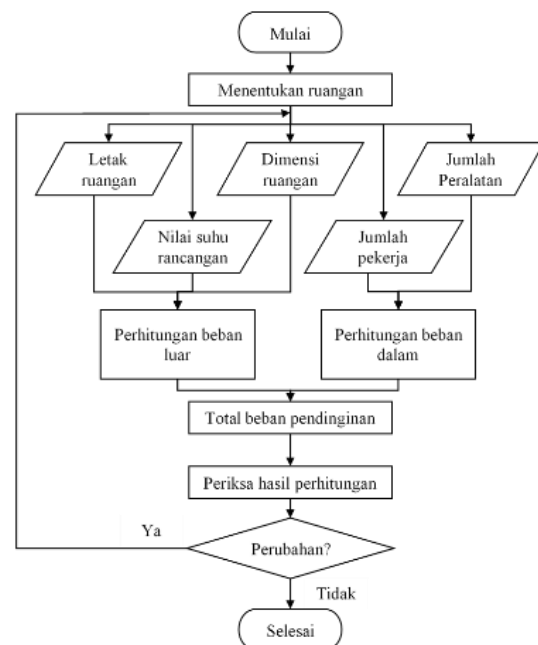 Mulai
Menentukan ruangan
Letak
ruangan
Dimensi
ruangan
Jumlah
Peralatan
Nilai suhu
rancangan
Jumlah
pekerja
Perhitungan beban
luar
Perhitungan beban
dalam
Total beban pendinginan
Periksa hasil perhitungan
Ya
Perubahan?
Tidak
Selesai